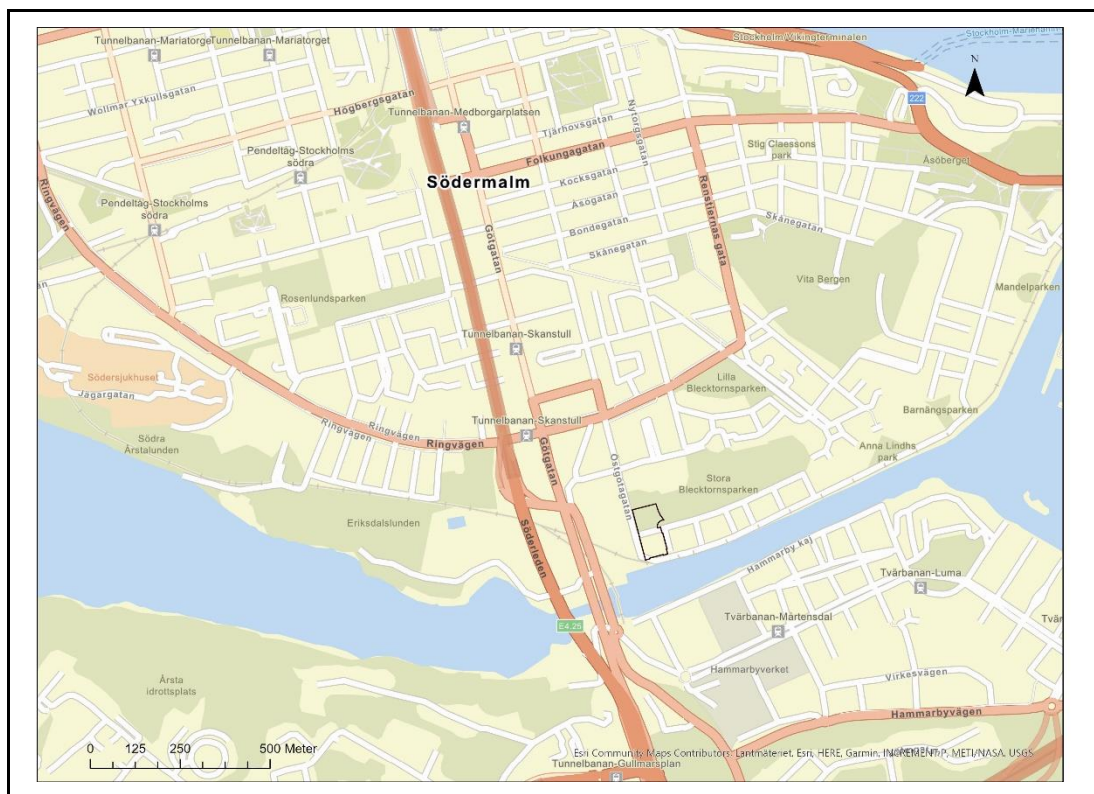 Tunnelbanan-Mariatorget
Tunnelbanan-Mariatorget
Stockholm/Vikingterminalen
Stockholm-Mariehamn
N
222
Wollmar Yxkullsgatan
Högbergsgatan
Tunnelbanan-Medborgarplatsen
Tjärhovsgatan
Nytorgsgatan
Folkungagatan
Stig Claessons
park
Åsöberget
Pendeltåg-Stockholms
södra
Södermalm
Kocksgatan
Åsögatan
Renstiernas gata
Ringvägen
Pendeltåg-Stockholms
södra
Götgatan
Bondegatan
Skånegatan
Skånegatan
Vita Bergen
Mandelparken
Rosenlundsparken
Tunnelbanan-Skanstull
Södersjukhuset
Jägargatan
Lilla
Blecktornsparken
Barnängsparken
Ringvägen
Ringvägen
Ringvägen
Tunnelbanan-Skanstull
Götgatan
Södra
Årstalunden
Anna Lindhs
park
Östgötagatan
Stora
Blecktornsparken
Eriksdalslunden
Söderleden
Hammarby kaj
Tvärbanan-Luma
Tvärbanan-Mårtensdal
Tvär
E4.25
Hammarbyverket
Virkesvägen
Årsta
idrottsplats
Hammarbyvägen
0 125 250 500 Meter
Esri Community Maps Contributors, Lantmäteriet, Esri, HERE, Garmin, INCREMENT P, METI/NASA, USGS
Tunnelbanan-Gullmarsplan